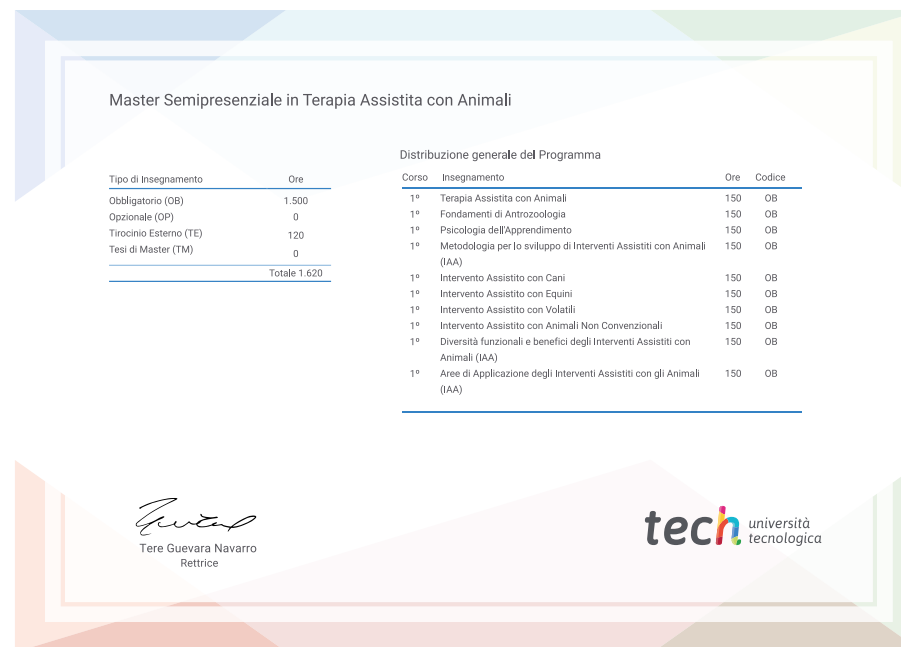 Master Semipresenziale in Terapia Assistita con Animali
Tipo di Insegnamento Ore
Obbligatorio (OB) 1.500
Opzionale (OP) 0
Tirocinio Esterno (TE) 120
Tesi di Master (TM) 0
Totale 1.620
Distribuzione generale del Programma
Corso Insegnamento Ore Codice
1º Terapia Assistita con Animali 150 OB
1º Fondamenti di Antrozoologia 150 OB
1º Psicologia dell'Apprendimento 150 OB
1º Metodologia per lo sviluppo di Interventi Assistiti con Animali 150 OB
(IAA)
1º Intervento Assistito con Cani 150 OB
1º Intervento Assistito con Equini 150 OB
1º Intervento Assistito con Volatili 150 OB
1º Intervento Assistito con Animali Non Convenzionali 150 OB
1º Diversità funzionali e benefici degli Interventi Assistiti con 150 OB
Animali (IAA)
1º Aree di Applicazione degli Interventi Assistiti con gli Animali 150 OB
(IAA)
Tere Guevara Navarro
Rettrice
tech università
tecnologica